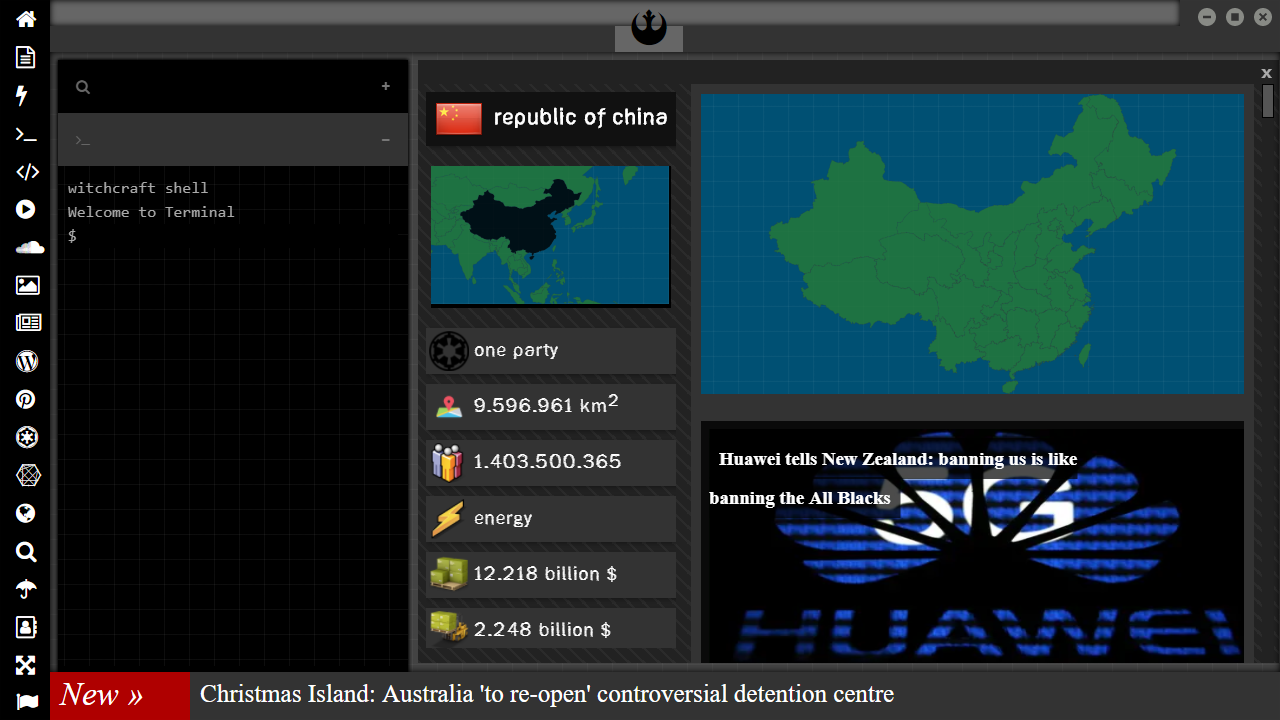 witchcraft shell
Welcome to Terminal
$
republic of china
one party
9.596.961 km²
1.403.500.365
energy
12.218 billion $
2.248 billion $
x
Huawei tells New Zealand: banning us is like
banning the All Blacks
5G
HUAWEI
New »
Christmas Island: Australia 'to re-open' controversial detention centre